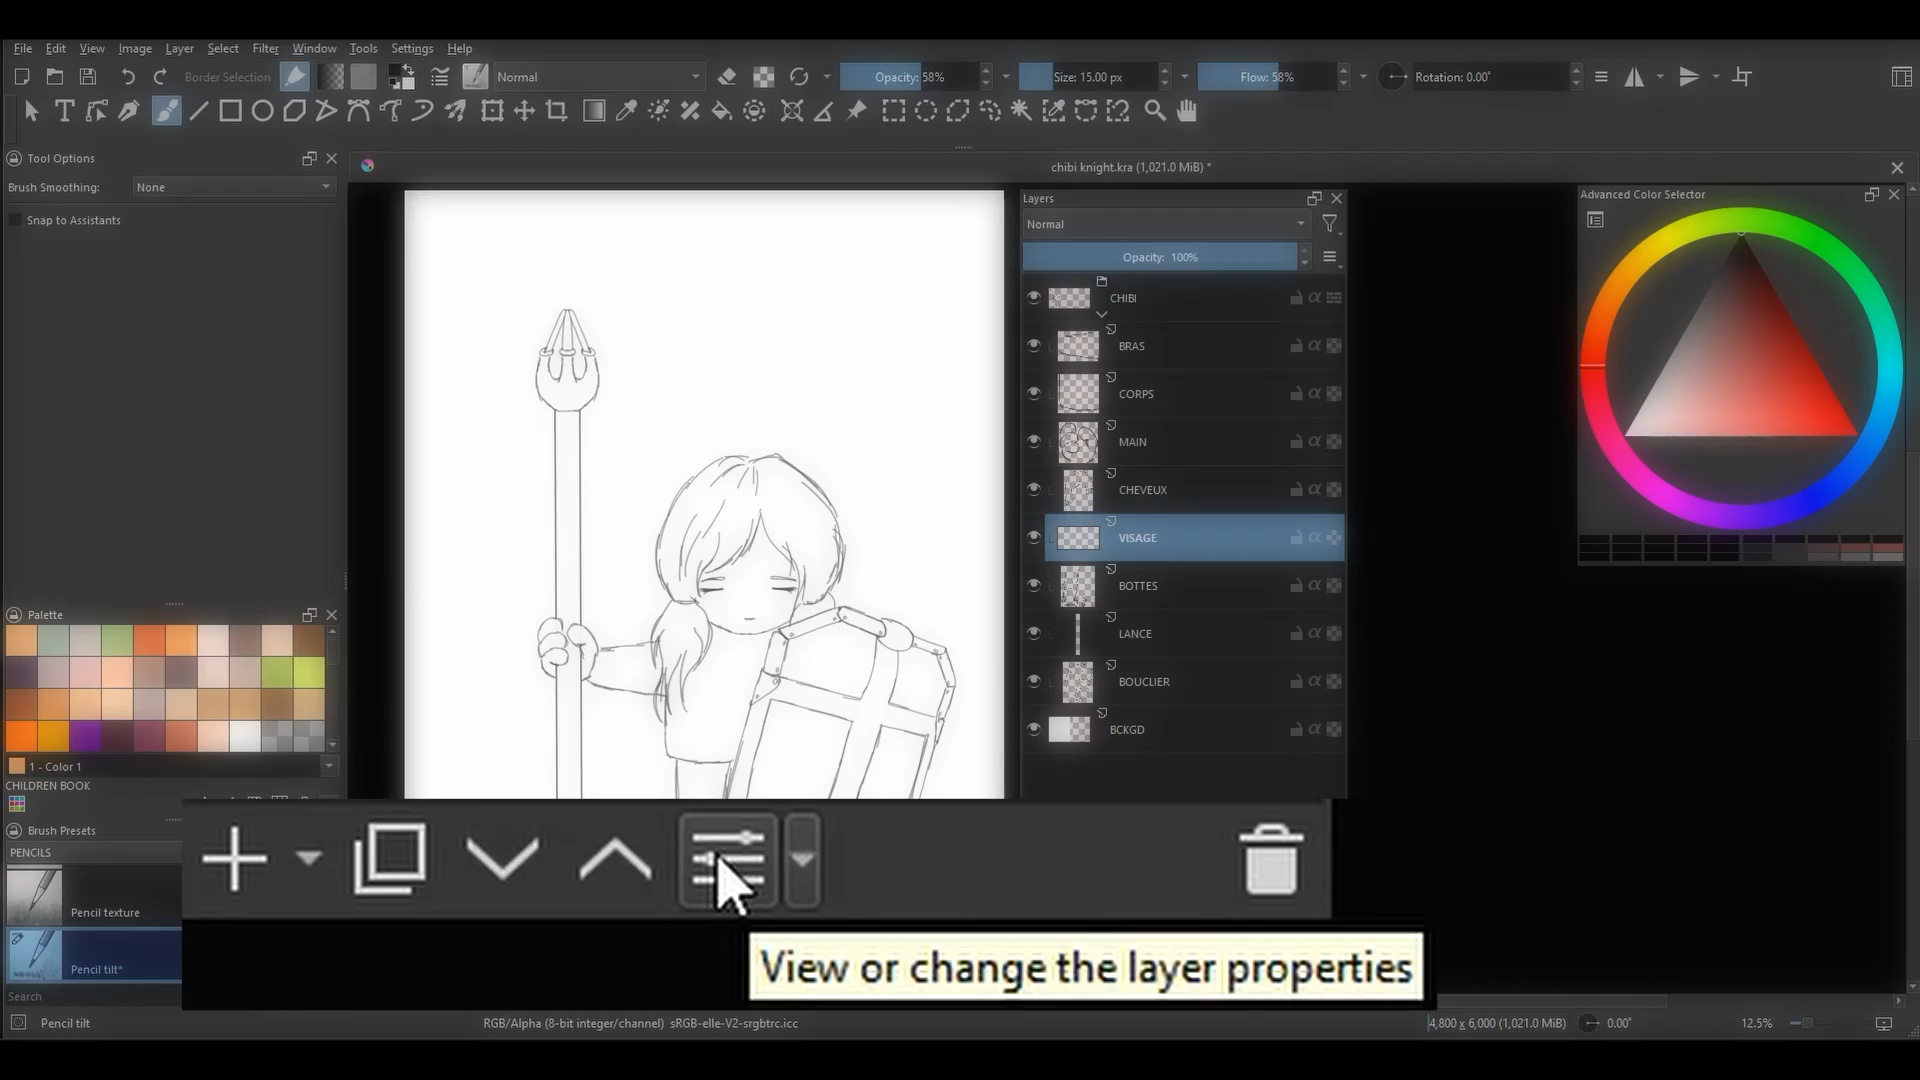 File Edit View Image Layer Select Filter Window Tools Settings Help
Border Selection Normal Opacity: 58% Size: 15.00 px Flow: 58% Rotation: 0.00°
Tool Options
chibi knight.kra (1,021.0 MiB) *
Brush Smoothing: None
Snap to Assistants
Layers
Normal
Opacity: 100%
CHIBI
BRAS
CORPS
MAIN
CHEVEUX
VISAGE
BOTTES
LANCE
BOUCLIER
BCKGD
Advanced Color Selector
Palette
1 - Color 1
CHILDREN BOOK
Brush Presets
PENCILS
Pencil texture
Pencil tilt*
Search
View or change the layer properties
Pencil tilt
RGB/Alpha (8-bit integer/channel) sRGB-elle-V2-srgbtrc.icc
4,800 x 6,000 (1,021.0 MiB)
0.00°
12.5%